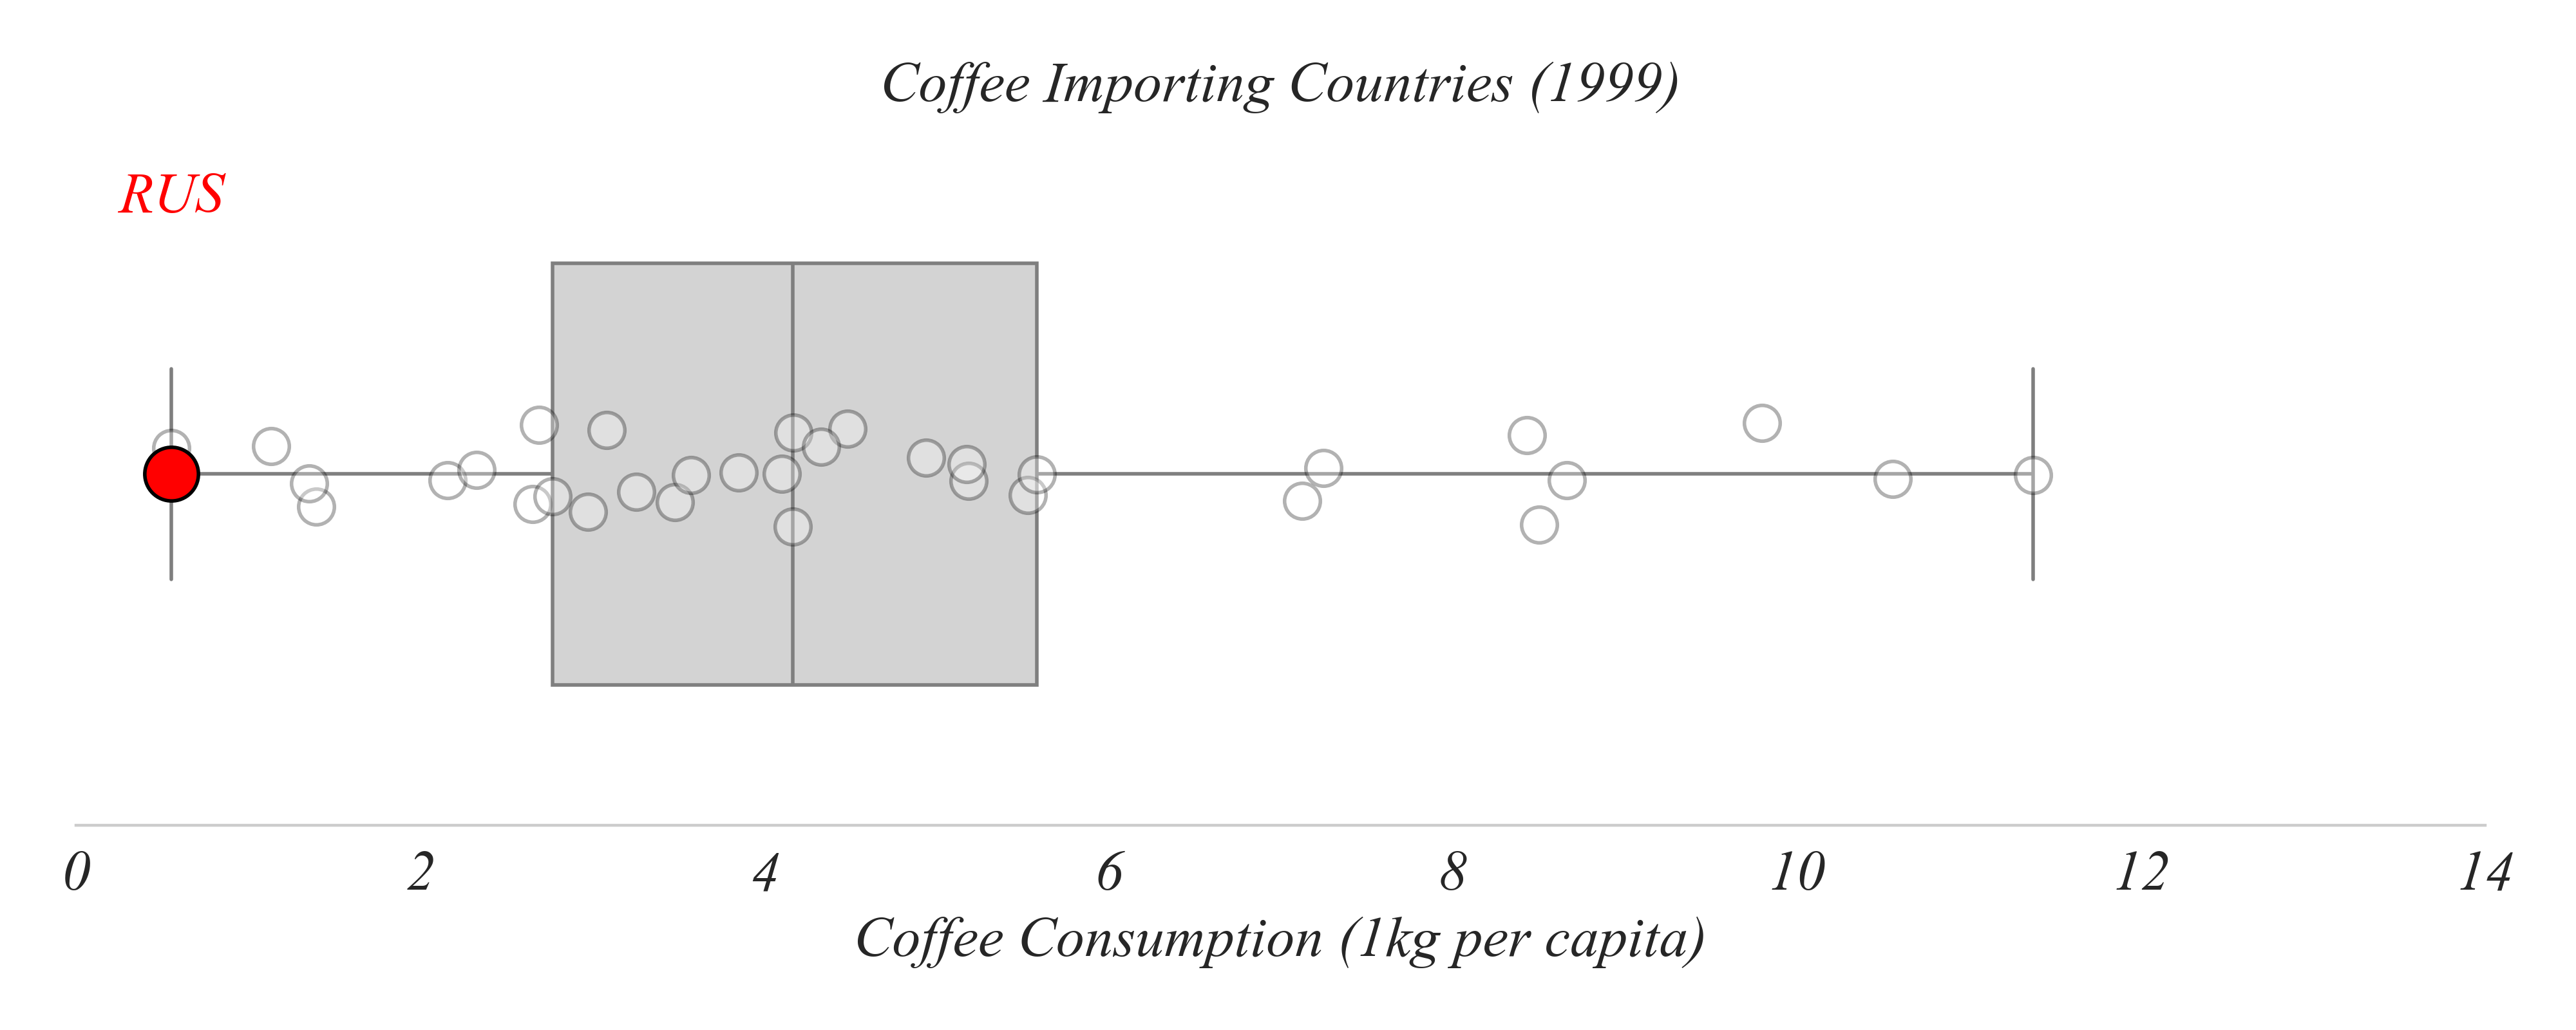 Coffee Importing Countries (1999)
RUS
0 2 4 6 8 10 12 14
Coffee Consumption (1kg per capita)